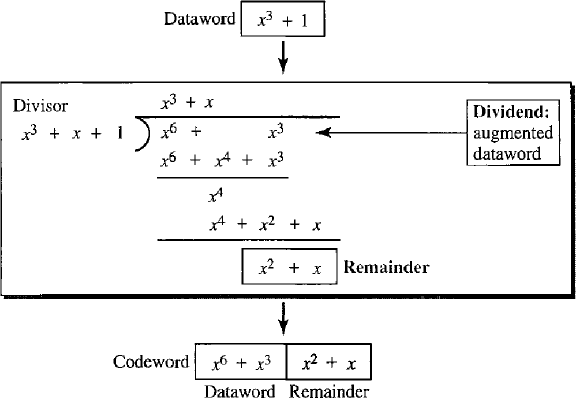 Dataword x³ + 1
Divisor x³ + x
Dividend:
x³ + x + 1 x⁶ + x³
augmented
x⁶ + x⁴ + x³
dataword
x⁴
x⁴ + x² + x
x² + x Remainder
Codeword x⁶ + x³ x² + x
Dataword Remainder